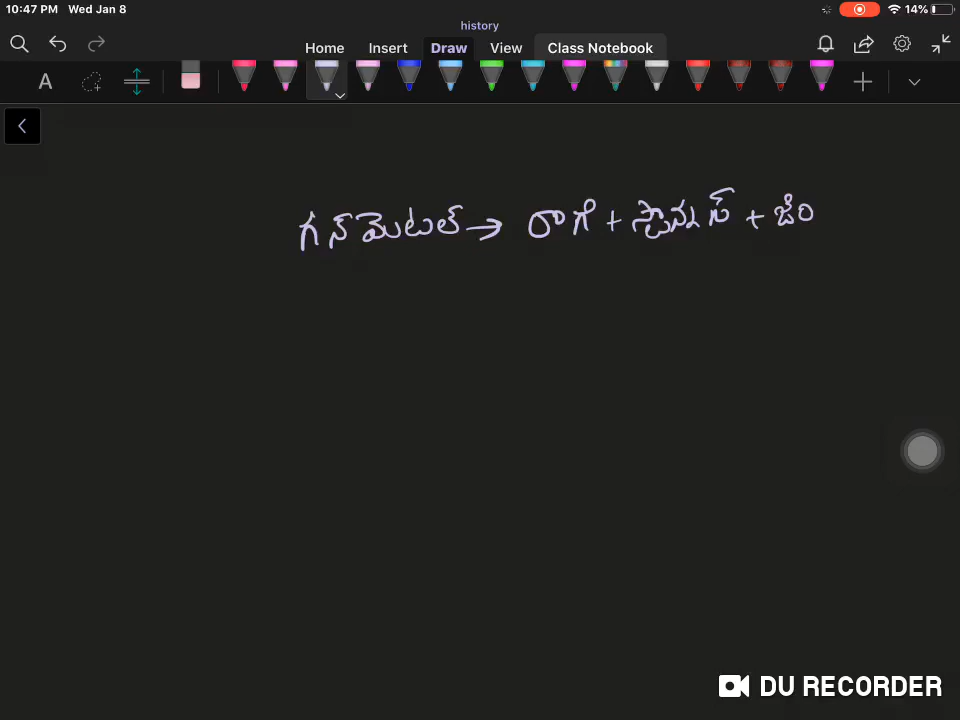 10:47 PM Wed Jan 8 14%
history
Home Insert Draw View Class Notebook
A
గన్ మెటల్ → రాగి + స్టానస్ + జిం
DU RECORDER